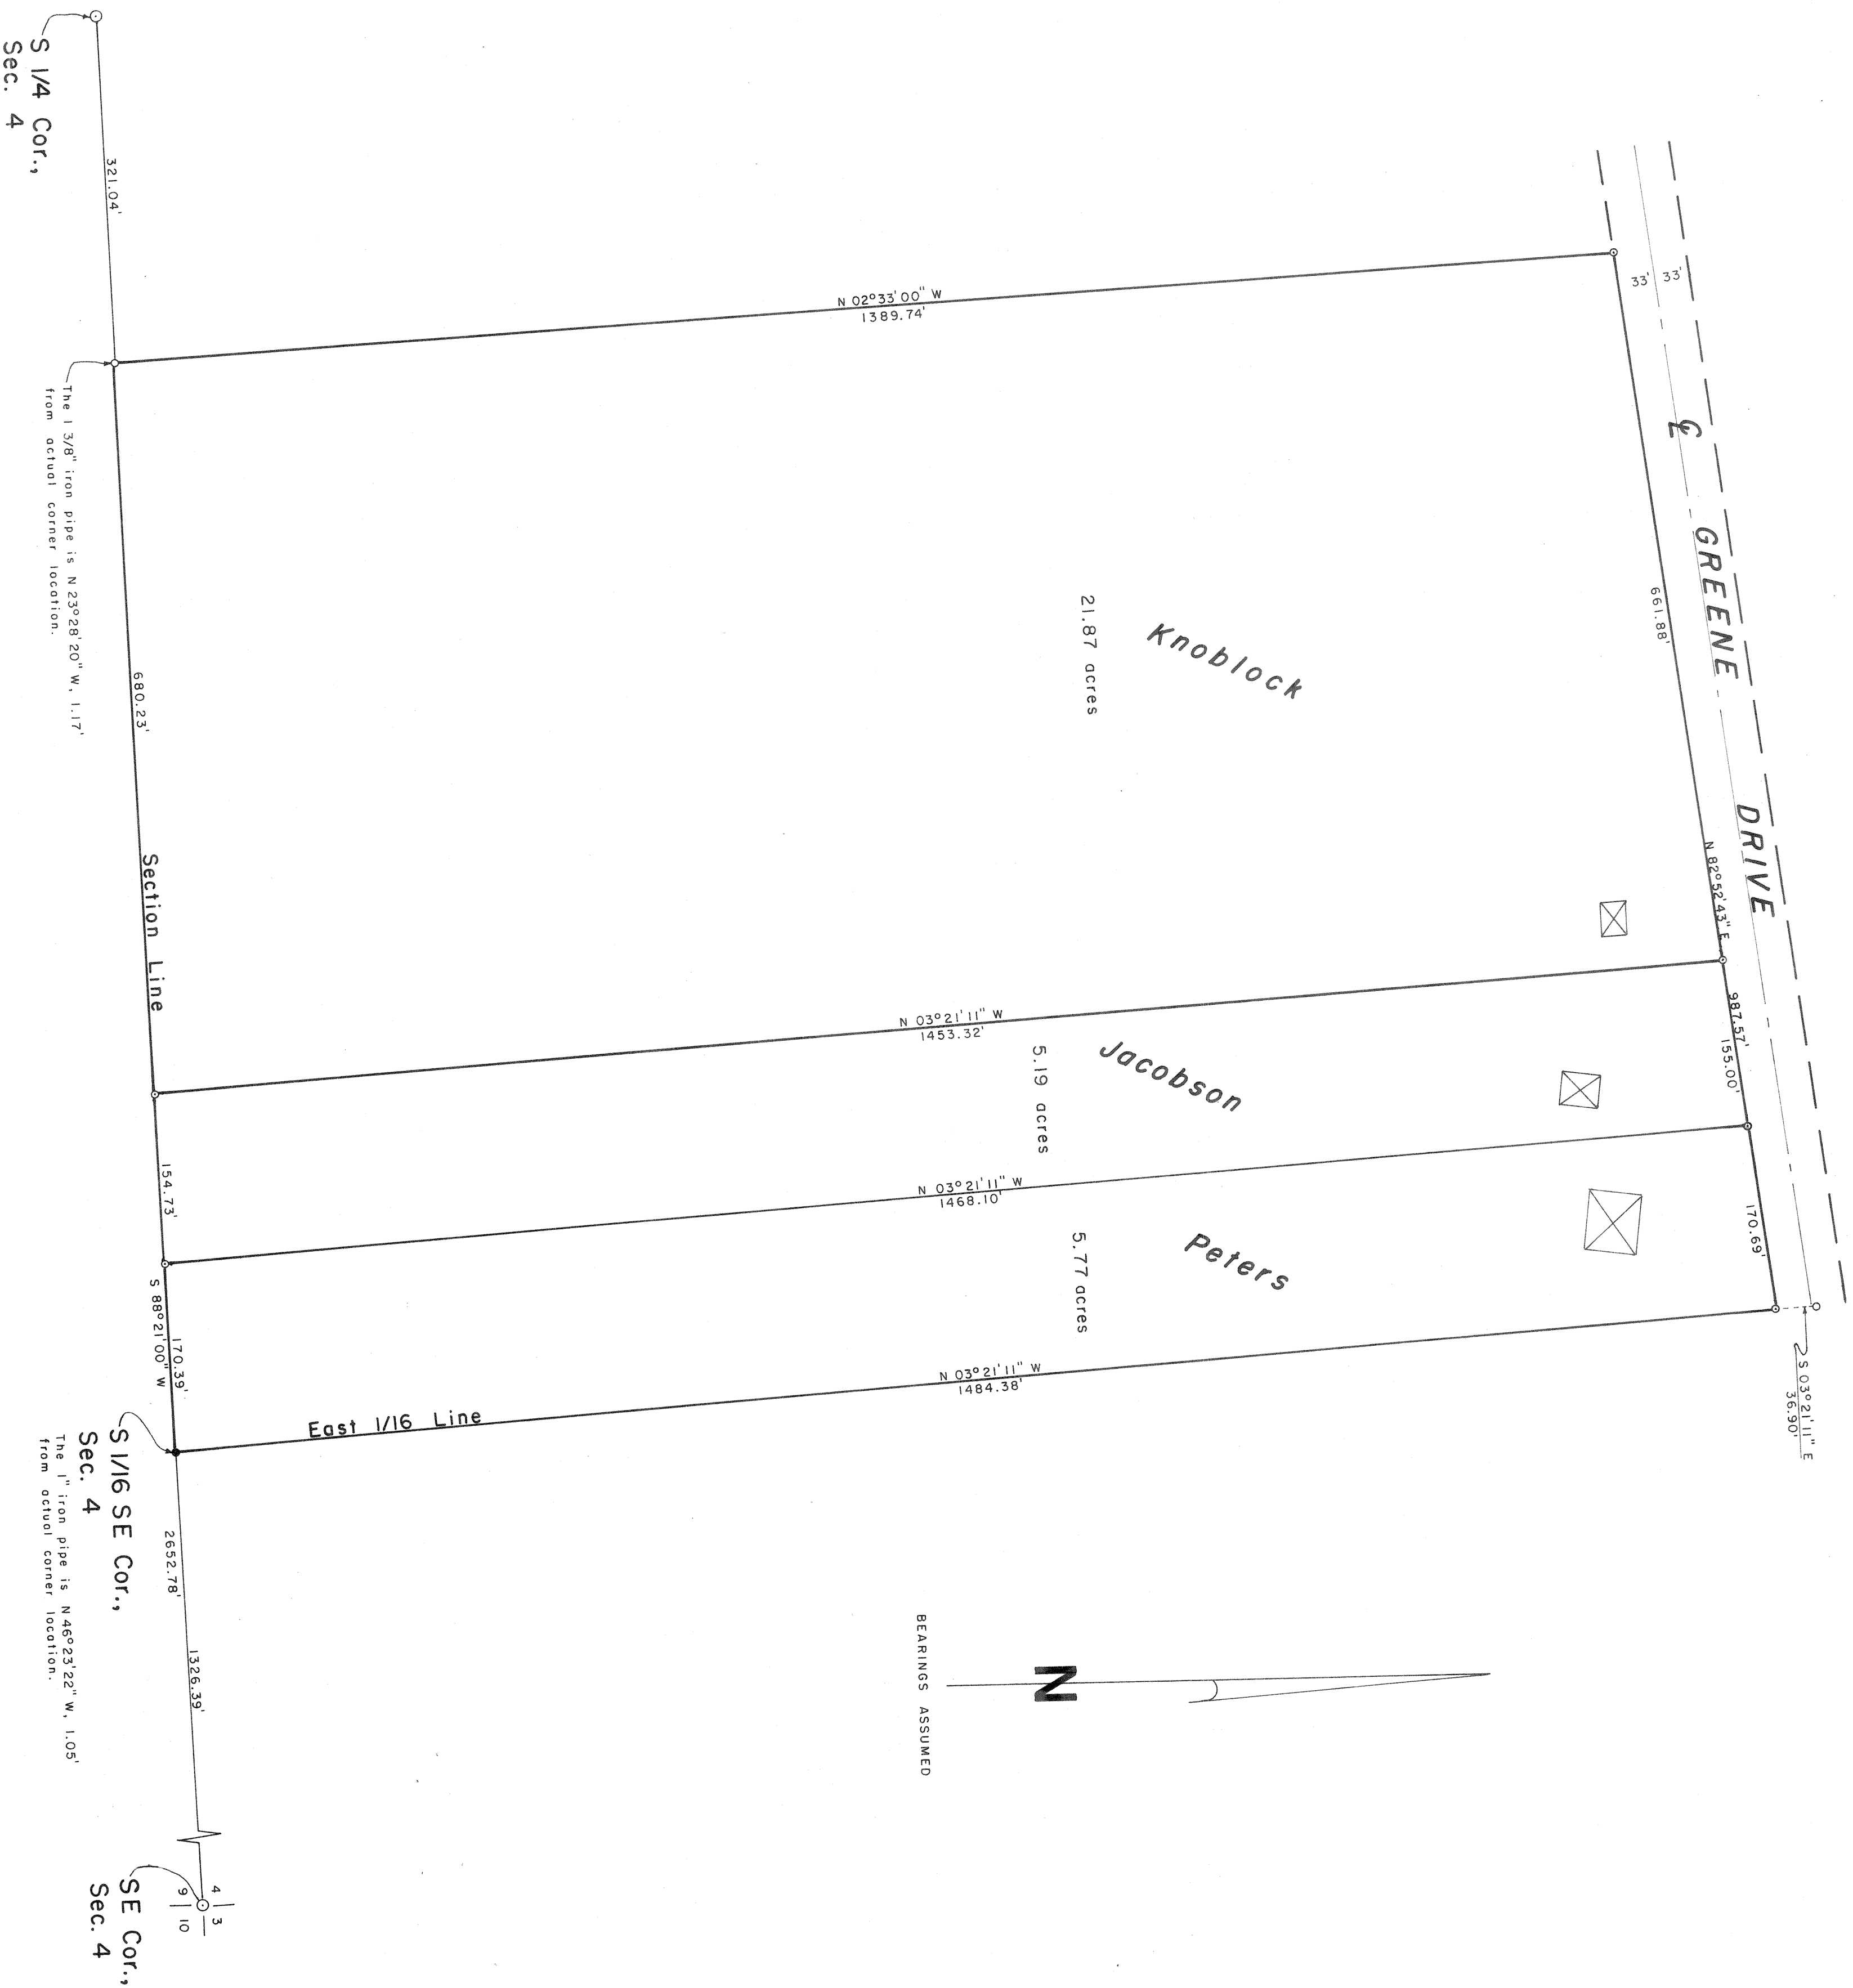 S 1/4 Cor.,
Sec. 4
321.04'
The 1 3/8" iron pipe is N 23°28'20" W, 1.17'
from actual corner location.
680.23'
Section Line
154.73'
170.39'
S 88°21'00" W
S 1/16 SE Cor.,
Sec. 4
The 1" iron pipe is N 46°23'22" W, 1.05'
from actual corner location.
2652.78'
1326.39'
SE Cor.,
Sec. 4
4
3
9
10
N 02°33'00" W
1389.74'
Knoblock
21.87 acres
N 03°21'11" W
1453.32'
Jacobson
5.19 acres
N 03°21'11" W
1468.10'
Peters
5.77 acres
N 03°21'11" W
1484.38'
East 1/16 Line
33'
33'
℄ GREENE DRIVE
661.88'
N 82°52'43" E
987.57'
155.00'
170.69'
S 03°21'11" E
36.90'
N
BEARINGS ASSUMED